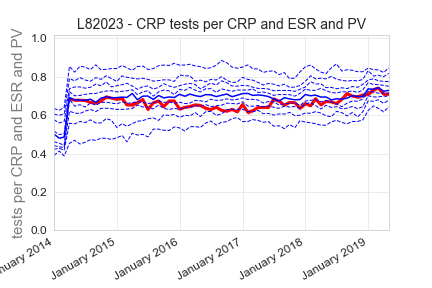 L82023 - CRP tests per CRP and ESR and PV
tests per CRP and ESR and PV
1.0
0.8
0.6
0.4
0.2
0.0
nuary 2014
January 2015
January 2016
January 2017
January 2018
January 2019